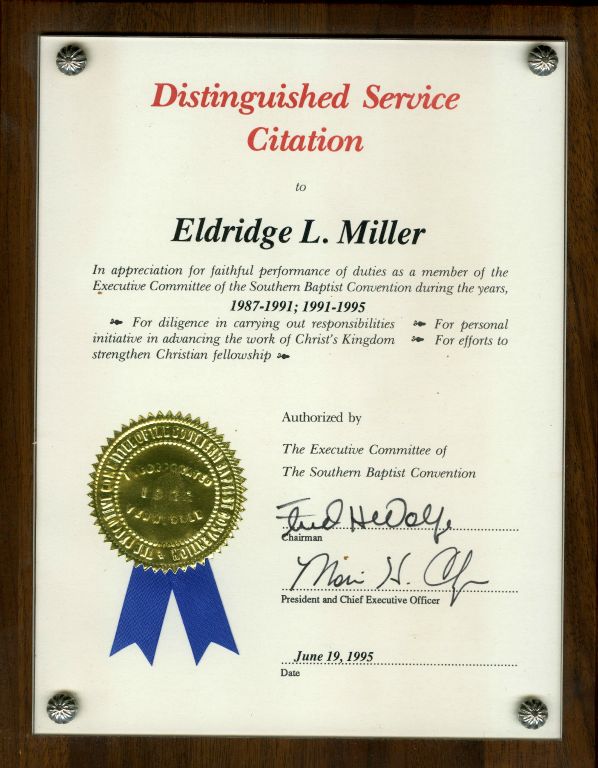 Distinguished Service
Citation
to
Eldridge L. Miller
In appreciation for faithful performance of duties as a member of the
Executive Committee of the Southern Baptist Convention during the years,
1987-1991; 1991-1995
For diligence in carrying out responsibilities For personal
initiative in advancing the work of Christ's Kingdom For efforts to
strengthen Christian fellowship
Authorized by
The Executive Committee of
The Southern Baptist Convention
Fred H Wolfe
Chairman
President and Chief Executive Officer
June 19, 1995
Date